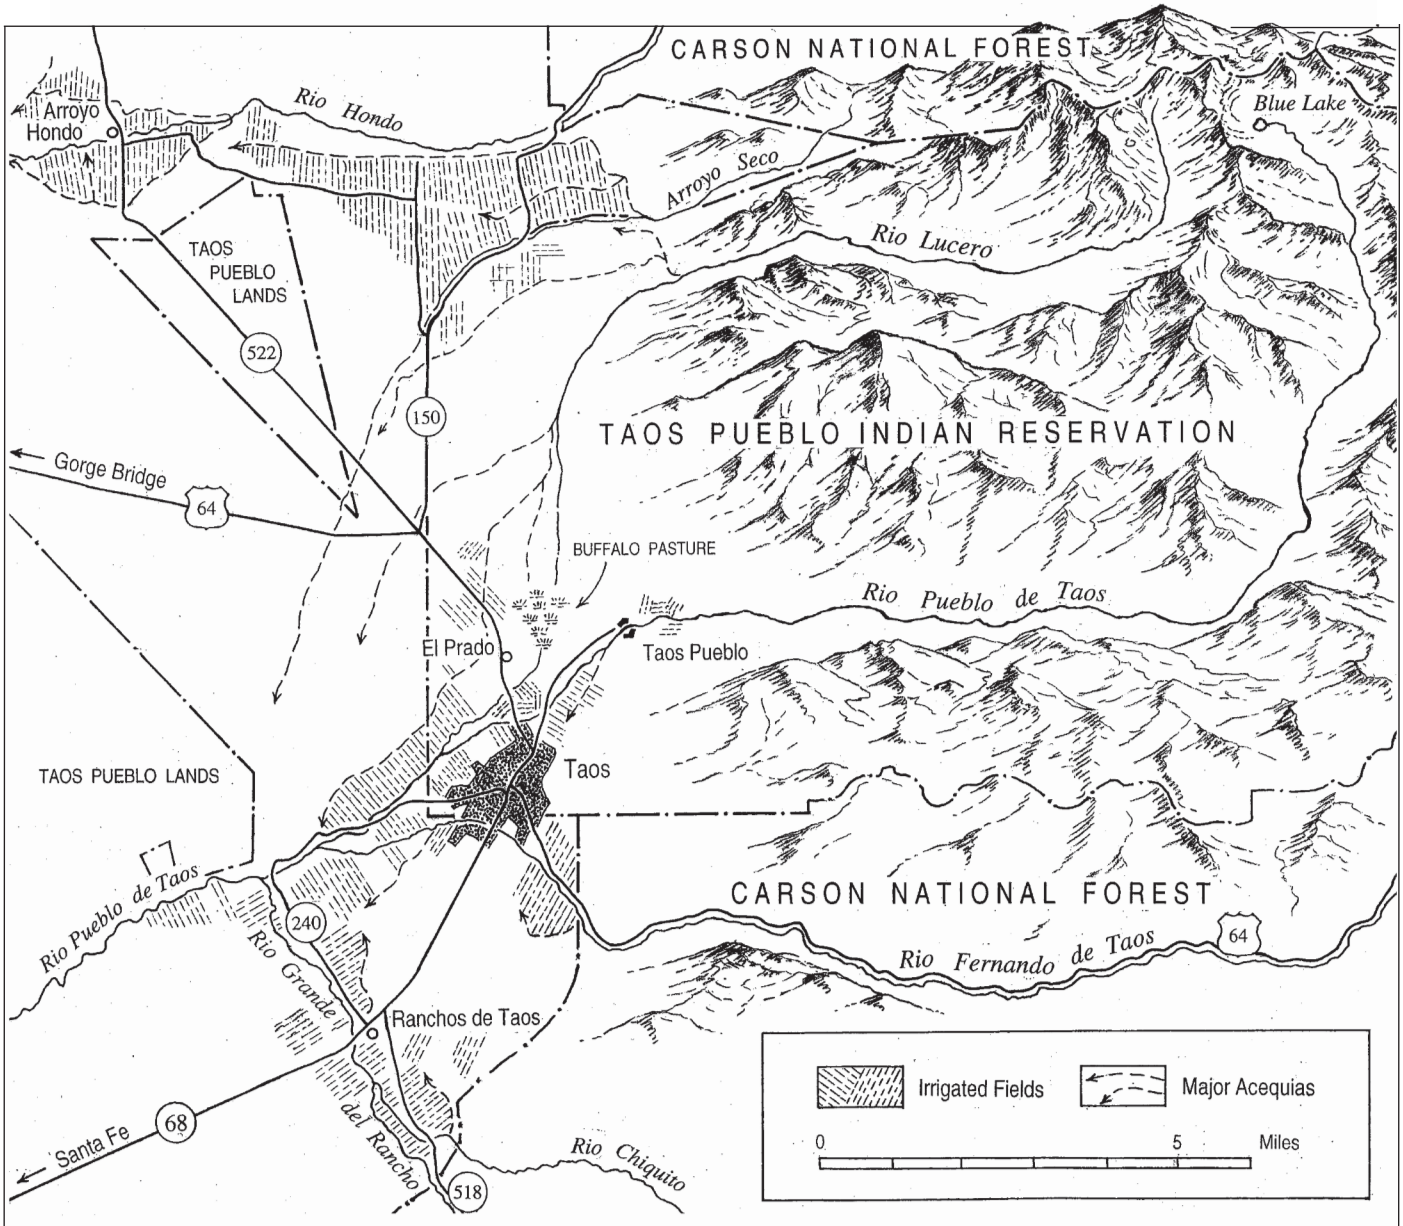 CARSON NATIONAL FOREST
Blue Lake
Rio Hondo
Arroyo
Hondo
Arroyo Seco
Rio Lucero
TAOS
PUEBLO
LANDS
522
150
TAOS PUEBLO INDIAN RESERVATION
Gorge Bridge
64
BUFFALO PASTURE
Rio Pueblo de Taos
El Prado
Taos Pueblo
Taos
TAOS PUEBLO LANDS
Rio Pueblo de Taos
CARSON NATIONAL FOREST
240
64
Rio Fernando de Taos
Rio Grande
del Rancho
Ranchos de Taos
Irrigated Fields
Major Acequias
68
Santa Fe
0 5 Miles
Rio Chiquito
518